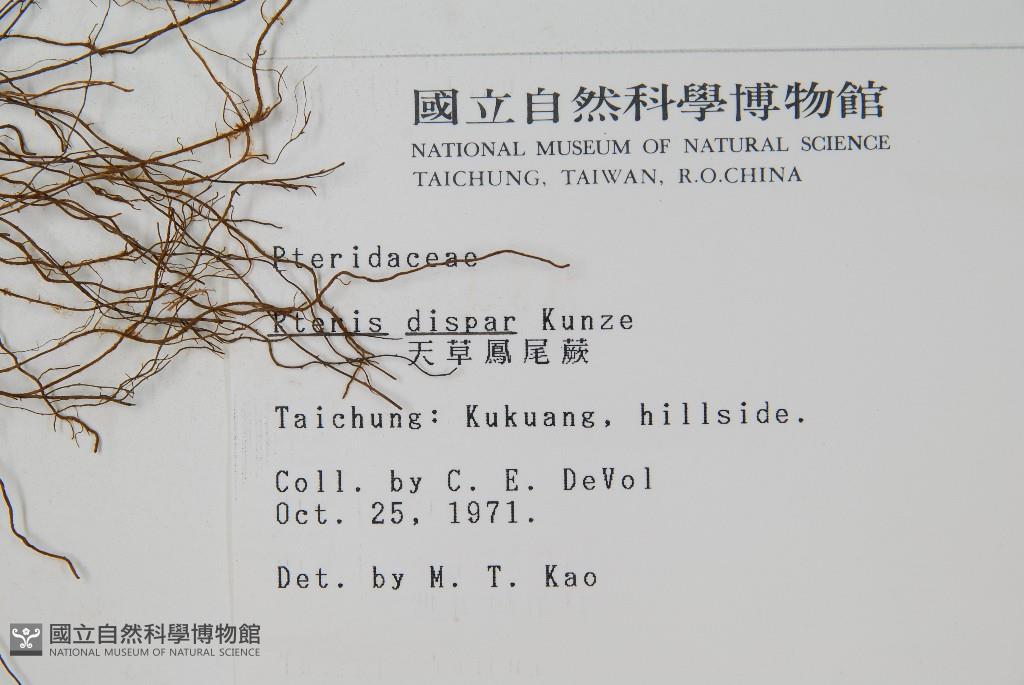 國立自然科學博物館
NATIONAL MUSEUM OF NATURAL SCIENCE
TAICHUNG, TAIWAN, R.O.CHINA
Pteridaceae
Pteris dispar Kunze
天草鳳尾蕨
Taichung: Kukuang, hillside.
Coll. by C. E. DeVol
Oct. 25, 1971.
Det. by M. T. Kao
國立自然科學博物館
NATIONAL MUSEUM OF NATURAL SCIENCE